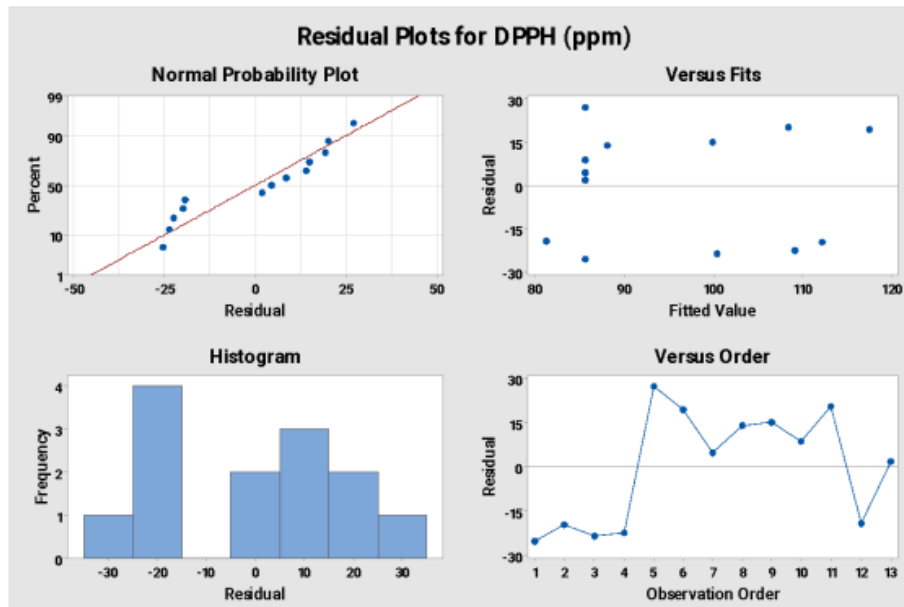 Residual Plots for DPPH (ppm)
Normal Probability Plot
99
90
50
10
1
Percent
-50 -25 0 25 50
Residual
Versus Fits
30
15
0
-15
-30
Residual
80 90 100 110 120
Fitted Value
Histogram
4
3
2
1
0
Frequency
-30 -20 -10 0 10 20 30
Residual
Versus Order
30
15
0
-15
-30
Residual
1 2 3 4 5 6 7 8 9 10 11 12 13
Observation Order